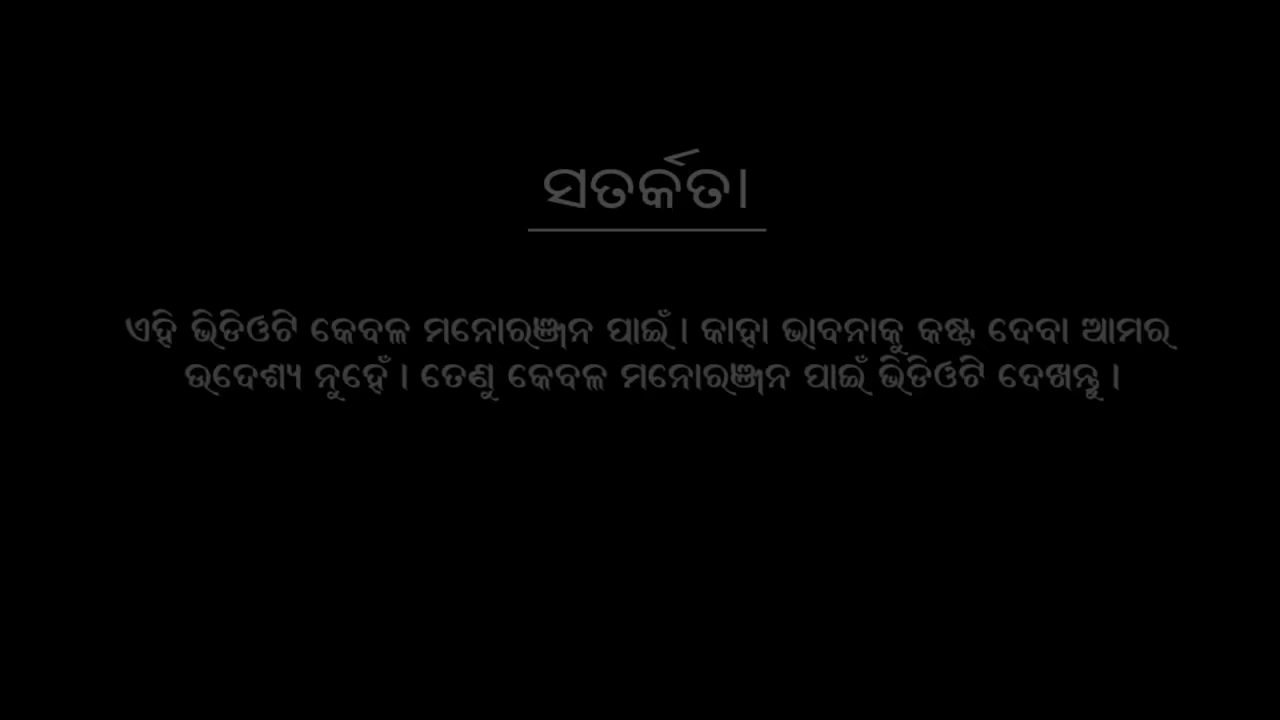 ସତର୍କତା
ଏହି ଭିଡିଓଟି କେବଳ ମନୋରଞ୍ଜନ ପାଇଁ । କାହା ଭାବନାକୁ କଷ୍ଟ ଦେବା ଆମର
ଉଦେଶ୍ୟ ନୁହେଁ । ତେଣୁ କେବଳ ମନୋରଞ୍ଜନ ପାଇଁ ଭିଡିଓଟି ଦେଖନ୍ତୁ ।